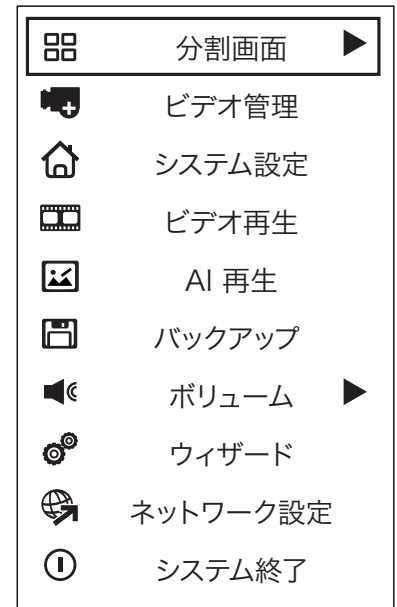 分割画面
ビデオ管理
システム設定
ビデオ再生
AI 再生
バックアップ
ボリューム
ウィザード
ネットワーク設定
システム終了